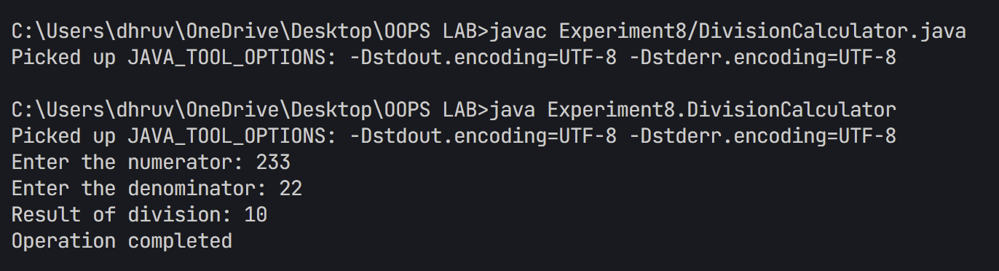 C:\Users\dhruv\OneDrive\Desktop\OOPS LAB>javac Experiment8/DivisionCalculator.java
Picked up JAVA_TOOL_OPTIONS: -Dstdout.encoding=UTF-8 -Dstderr.encoding=UTF-8
C:\Users\dhruv\OneDrive\Desktop\OOPS LAB>java Experiment8.DivisionCalculator
Picked up JAVA_TOOL_OPTIONS: -Dstdout.encoding=UTF-8 -Dstderr.encoding=UTF-8
Enter the numerator: 233
Enter the denominator: 22
Result of division: 10
Operation completed